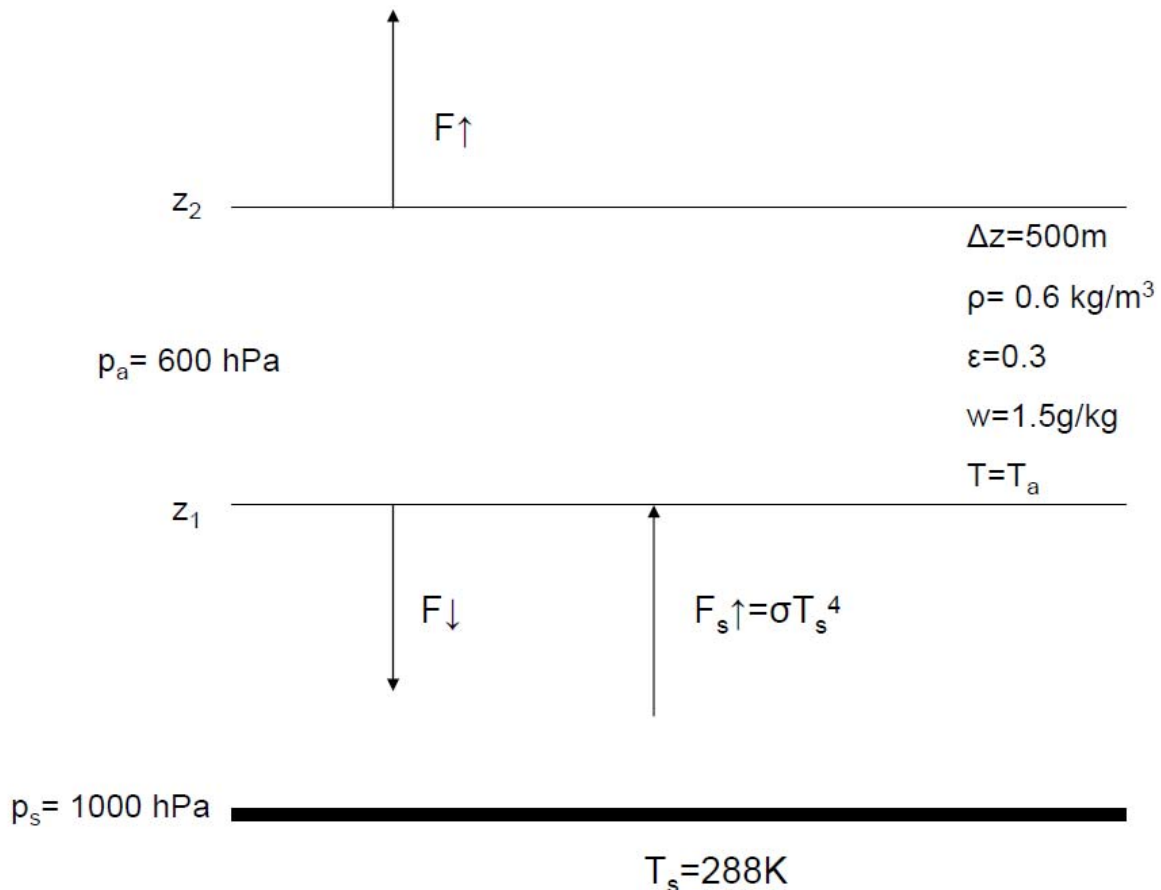 F↑
z₂
Δz=500m
ρ= 0.6 kg/m³
pₐ= 600 hPa
ε=0.3
w=1.5g/kg
T=Tₐ
z₁
F↓
Fₛ↑=σTₛ⁴
pₛ= 1000 hPa
Tₛ=288K